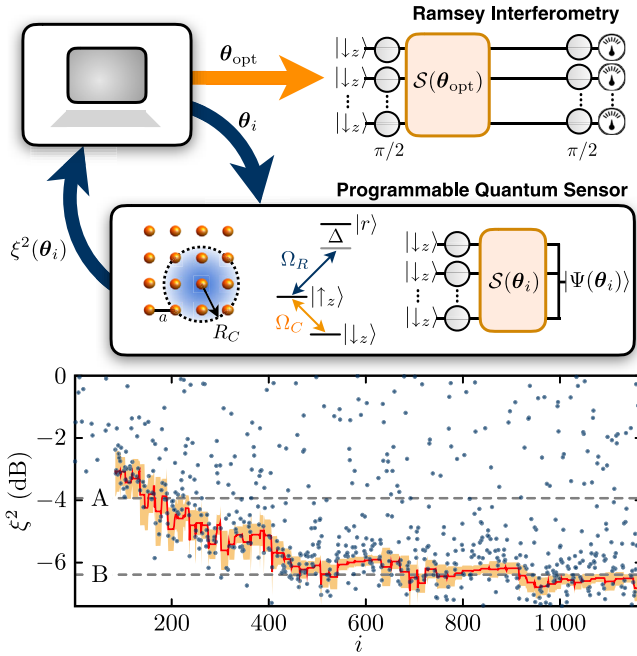 Ramsey Interferometry
θ_opt
|↓_z⟩
|↓_z⟩
|↓_z⟩
S(θ_opt)
π/2
π/2
θ_i
ξ²(θ_i)
Programmable Quantum Sensor
a
R_C
Ω_R
Δ
|r⟩
|↑_z⟩
Ω_C
|↓_z⟩
|↓_z⟩
|↓_z⟩
|↓_z⟩
S(θ_i)
|Ψ(θ_i)⟩
0
−2
−4
−6
ξ² (dB)
A
B
200
400
600
800
1 000
i